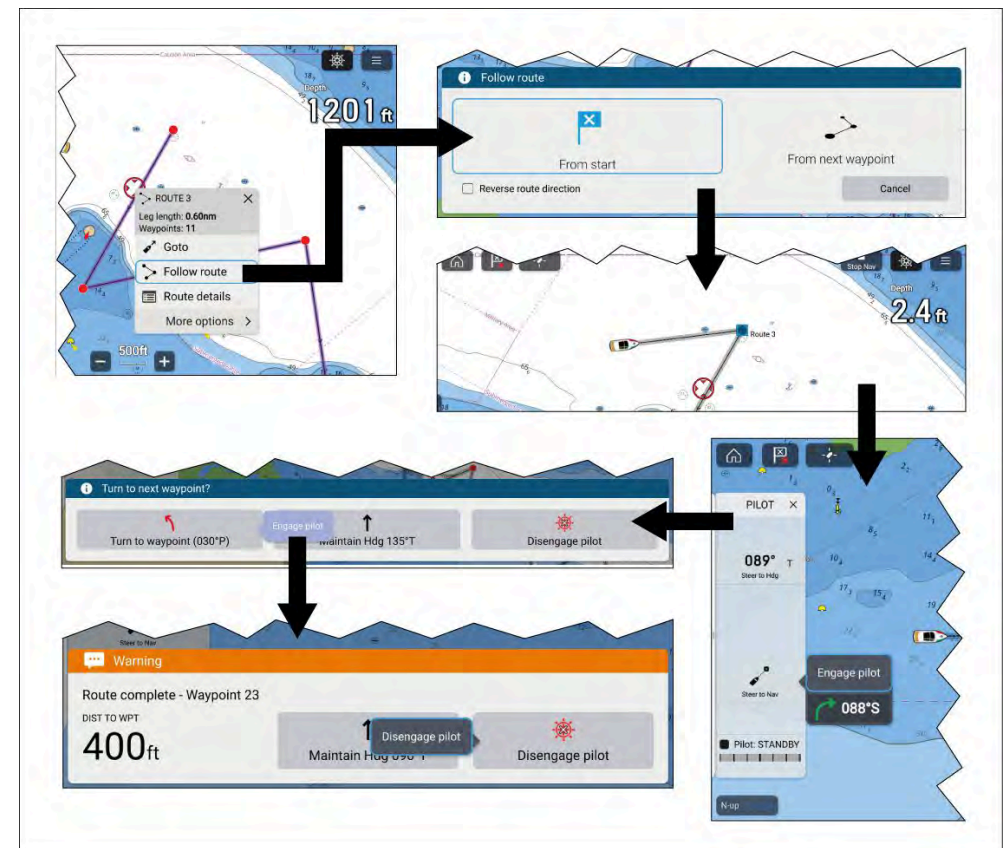 Depth
1201 ft
ROUTE 3
Leg length: 0.60nm
Waypoints: 11
Goto
Follow route
Route details
More options
500ft
Follow route
From start
From next waypoint
Reverse route direction
Cancel
Stop Nav
Depth
2.4 ft
Route 3
Turn to next waypoint?
Turn to waypoint (030°P)
Engage pilot
Maintain Hdg 135°T
Disengage pilot
PILOT
089° T
Steer to Hdg
Steer to Nav
Engage pilot
088°S
Pilot: STANDBY
N-up
Steer to Nav
Warning
Route complete - Waypoint 23
DIST TO WPT
400ft
Disengage pilot
Maintain
Disengage pilot